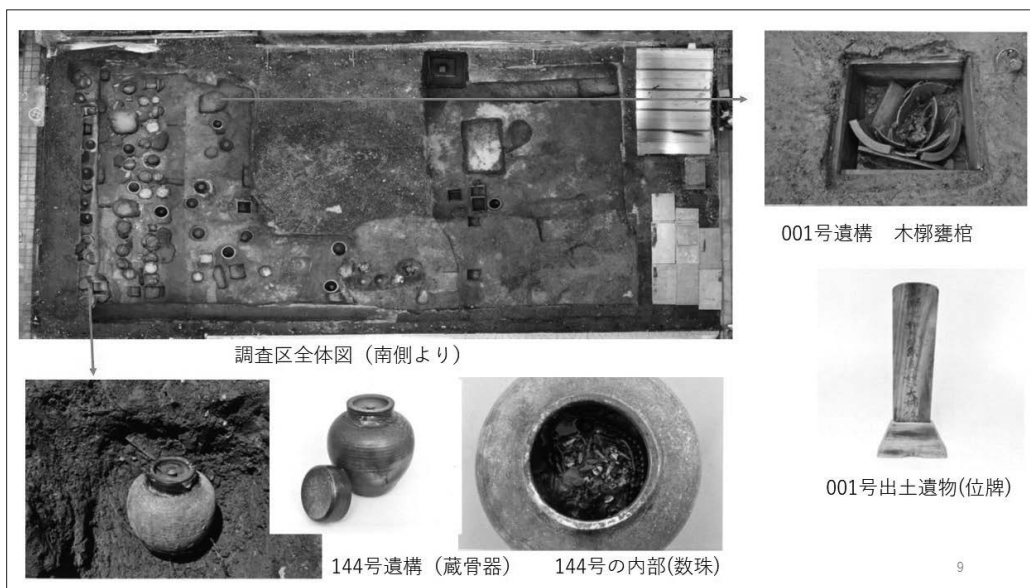 001号遺構　木槨甕棺
調査区全体図（南側より）
001号出土遺物(位牌)
144号遺構（蔵骨器）
144号の内部(数珠)
9